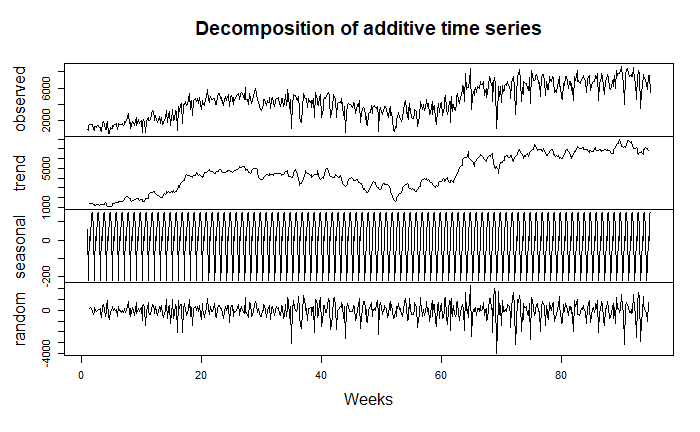 Decomposition of additive time series
observed
2000 6000
trend
1000 5000
seasonal
-200 0
random
-4000 0
0 20 40 60 80
Weeks